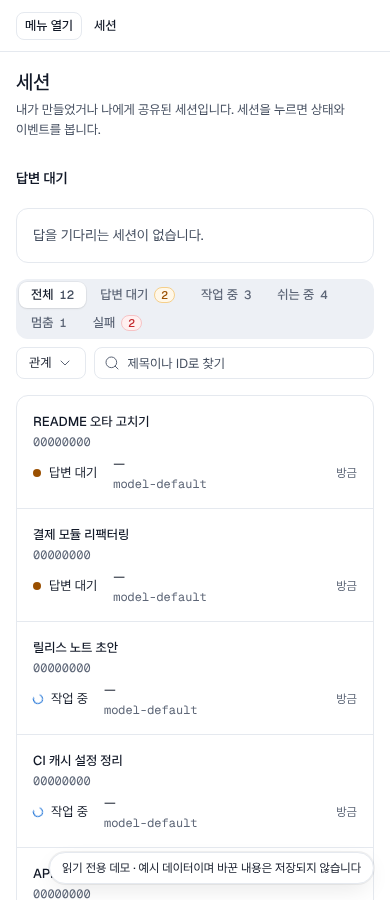 메뉴 열기 세션
세션
내가 만들었거나 나에게 공유된 세션입니다. 세션을 누르면 상태와
이벤트를 봅니다.
답변 대기
답을 기다리는 세션이 없습니다.
전체 12 답변 대기 2 작업 중 3 쉬는 중 4
멈춤 1 실패 2
관계 제목이나 ID로 찾기
README 오타 고치기
00000000
답변 대기 — 방금
model-default
결제 모듈 리팩터링
00000000
답변 대기 — 방금
model-default
릴리스 노트 초안
00000000
작업 중 — 방금
model-default
CI 캐시 설정 정리
00000000
작업 중 — 방금
model-default
읽기 전용 데모 · 예시 데이터이며 바꾼 내용은 저장되지 않습니다
00000000